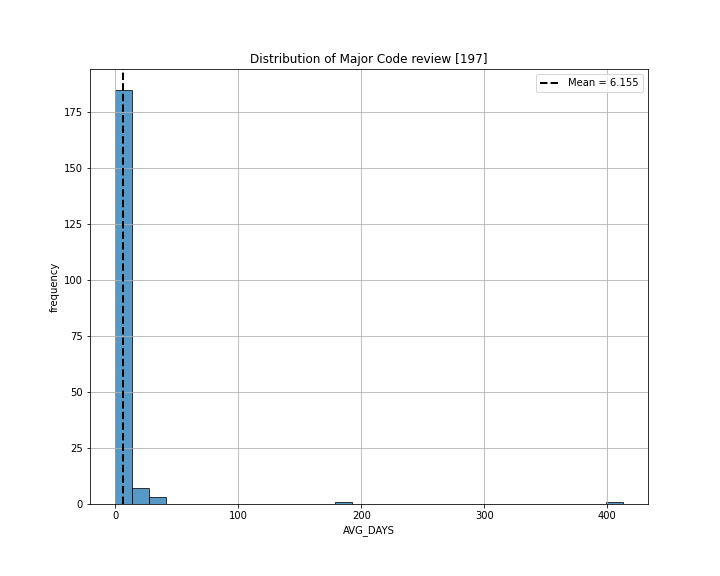 Distribution of Major Code review [197]
Mean = 6.155
175
150
125
100
75
50
25
0
frequency
0 100 200 300 400
AVG_DAYS